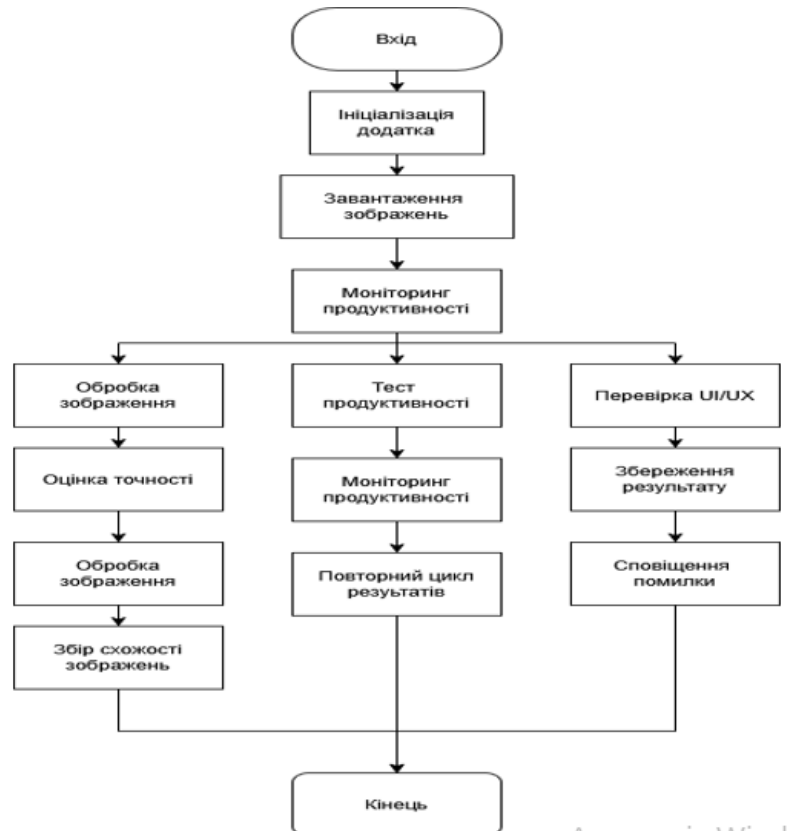 Вхід
Ініціалізація
додатка
Завантаження
зображень
Моніторинг
продуктивності
Обробка
зображення
Тест
продуктивності
Перевірка UI/UX
Оцінка точності
Моніторинг
продуктивності
Збереження
результату
Обробка
зображення
Повторний цикл
резуьтатів
Сповіщення
помилки
Збір схожості
зображень
Кінець